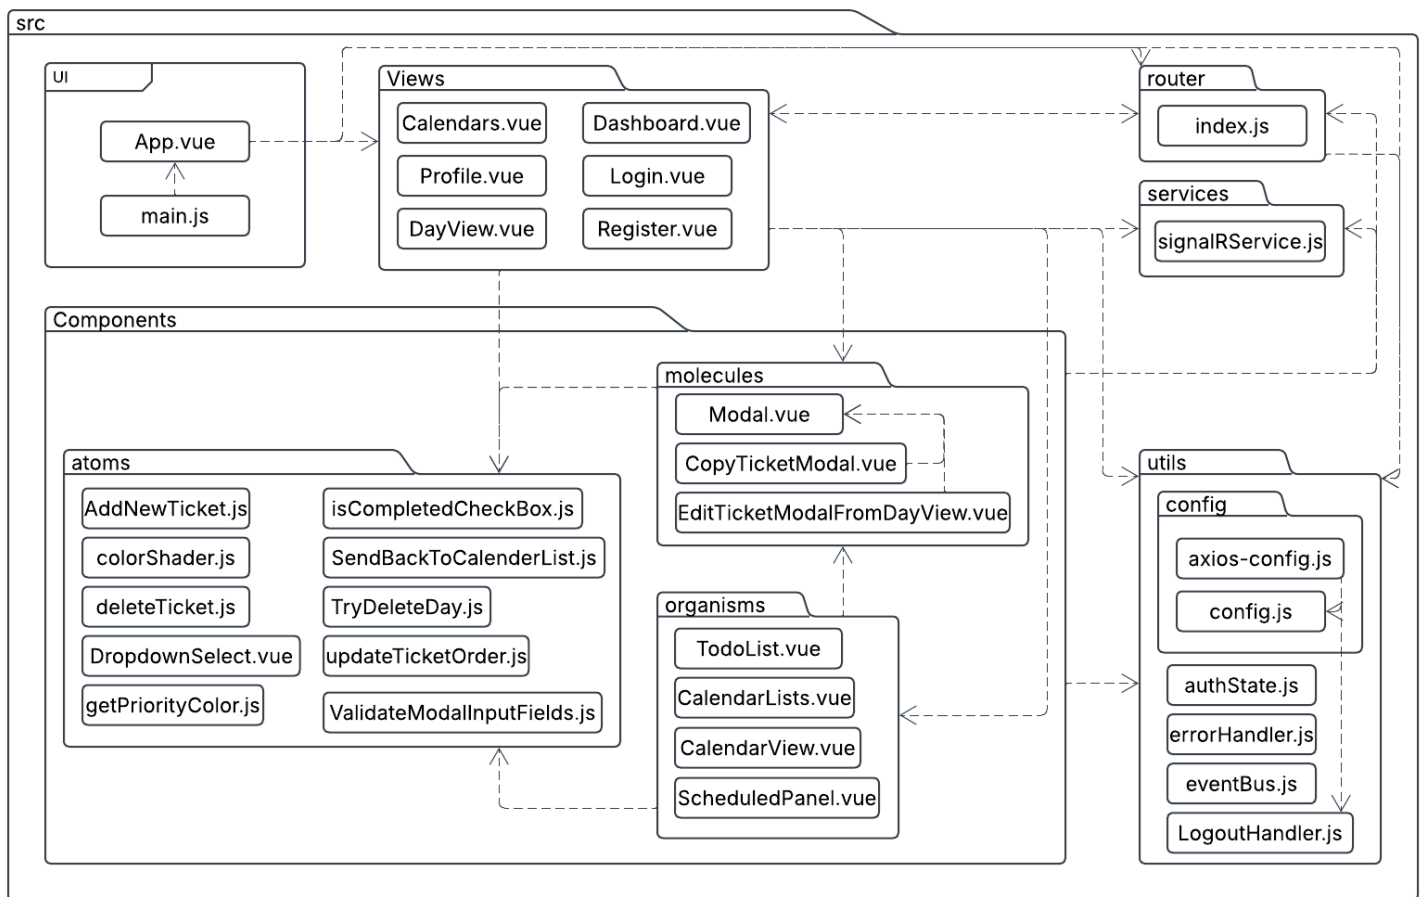 src
UI
App.vue
main.js
Views
Calendars.vue
Dashboard.vue
Profile.vue
Login.vue
DayView.vue
Register.vue
router
index.js
services
signalRService.js
Components
molecules
Modal.vue
CopyTicketModal.vue
EditTicketModalFromDayView.vue
atoms
AddNewTicket.js
isCompletedCheckBox.js
colorShader.js
SendBackToCalenderList.js
deleteTicket.js
TryDeleteDay.js
DropdownSelect.vue
updateTicketOrder.js
getPriorityColor.js
ValidateModalInputFields.js
organisms
TodoList.vue
CalendarLists.vue
CalendarView.vue
ScheduledPanel.vue
utils
config
axios-config.js
config.js
authState.js
errorHandler.js
eventBus.js
LogoutHandler.js